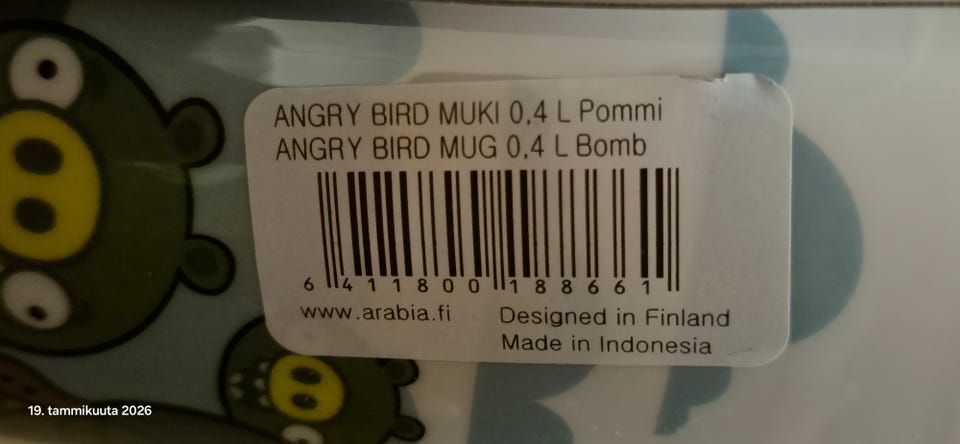 ANGRY BIRD MUKI 0,4 L Pommi
ANGRY BIRD MUG 0,4 L Bomb
6 411800 188661
www.arabia.fi
Designed in Finland
Made in Indonesia
19. tammikuuta 2026